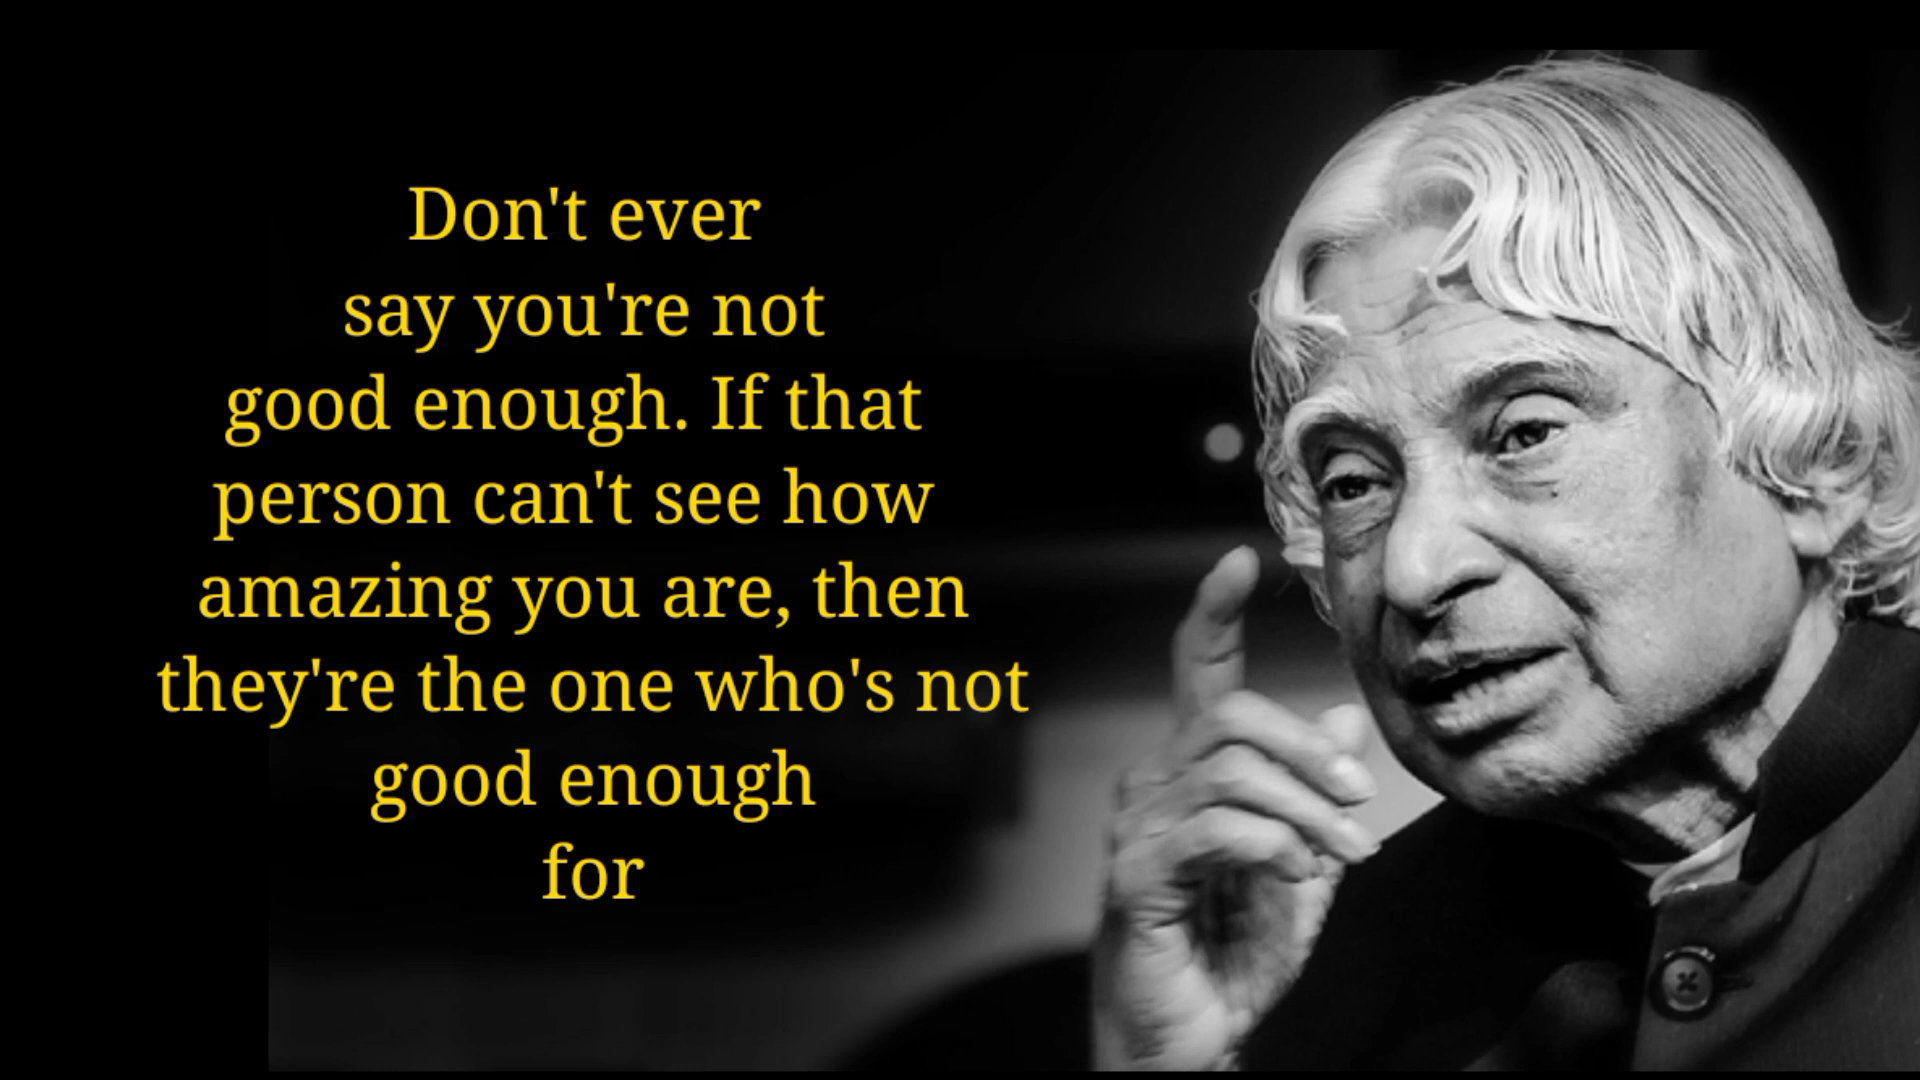 Don't ever
say you're not
good enough. If that
person can't see how
amazing you are, then
they're the one who's not
good enough
for